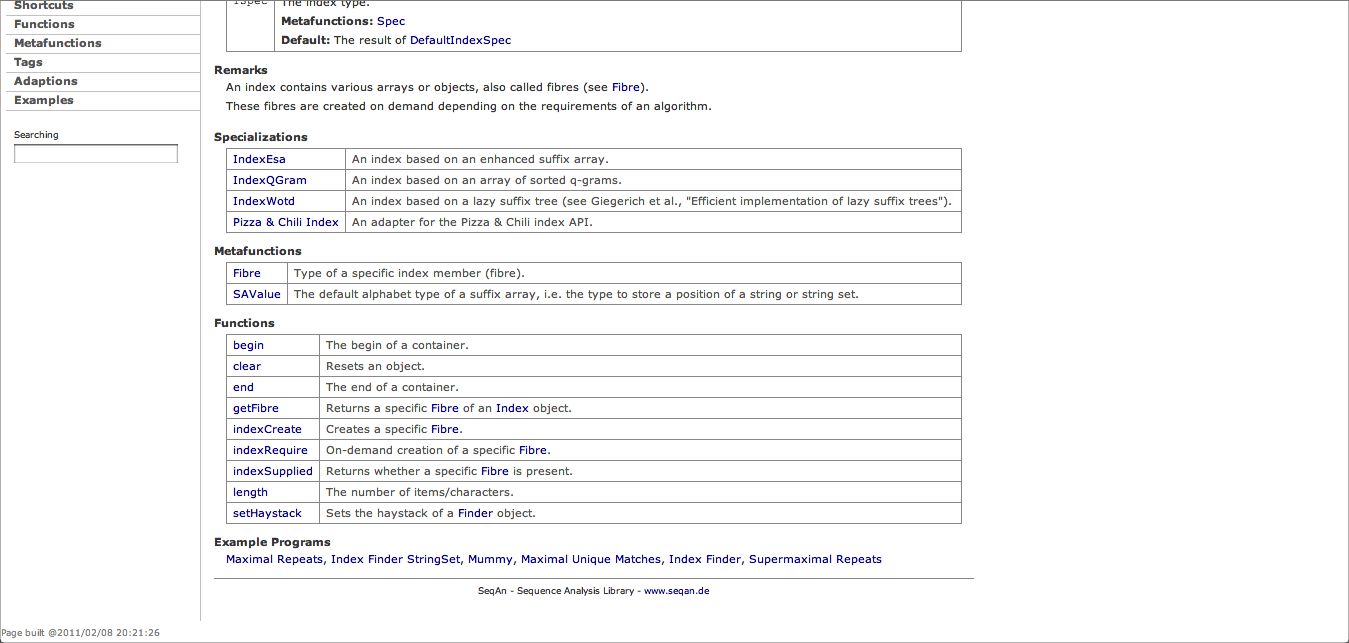 Shortcuts
Functions
Metafunctions
Tags
Adaptions
Examples
Searching
TSpec The index type.
Metafunctions: Spec
Default: The result of DefaultIndexSpec
Remarks
An index contains various arrays or objects, also called fibres (see Fibre).
These fibres are created on demand depending on the requirements of an algorithm.
Specializations
IndexEsa An index based on an enhanced suffix array.
IndexQGram An index based on an array of sorted q-grams.
IndexWotd An index based on a lazy suffix tree (see Giegerich et al., "Efficient implementation of lazy suffix trees").
Pizza & Chili Index An adapter for the Pizza & Chili index API.
Metafunctions
Fibre Type of a specific index member (fibre).
SAValue The default alphabet type of a suffix array, i.e. the type to store a position of a string or string set.
Functions
begin The begin of a container.
clear Resets an object.
end The end of a container.
getFibre Returns a specific Fibre of an Index object.
indexCreate Creates a specific Fibre.
indexRequire On-demand creation of a specific Fibre.
indexSupplied Returns whether a specific Fibre is present.
length The number of items/characters.
setHaystack Sets the haystack of a Finder object.
Example Programs
Maximal Repeats, Index Finder StringSet, Mummy, Maximal Unique Matches, Index Finder, Supermaximal Repeats
SeqAn - Sequence Analysis Library - www.seqan.de
Page built @2011/02/08 20:21:26